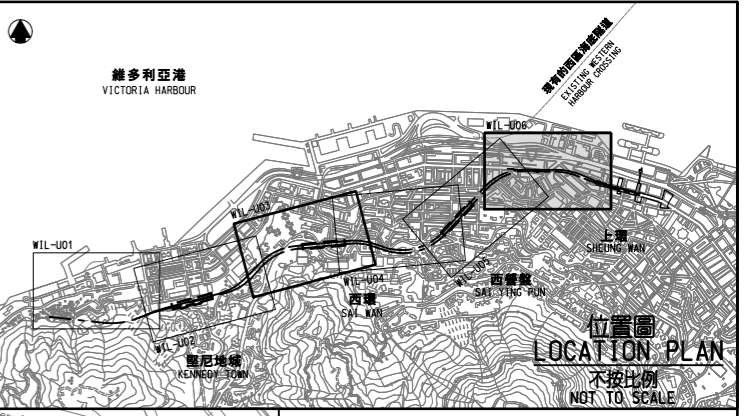 維多利亞港
VICTORIA HARBOUR
現有的西區海底隧道
EXISTING WESTERN
HARBOUR CROSSING
WIL-U06
WIL-U03
WIL-U01
上環
SHEUNG WAN
WIL-U04
WIL-U05
西環
SAI WAN
西營盤
SAI YING PUN
WIL-U02
堅尼地城
KENNEDY TOWN
位置圖
LOCATION PLAN
不按比例
NOT TO SCALE